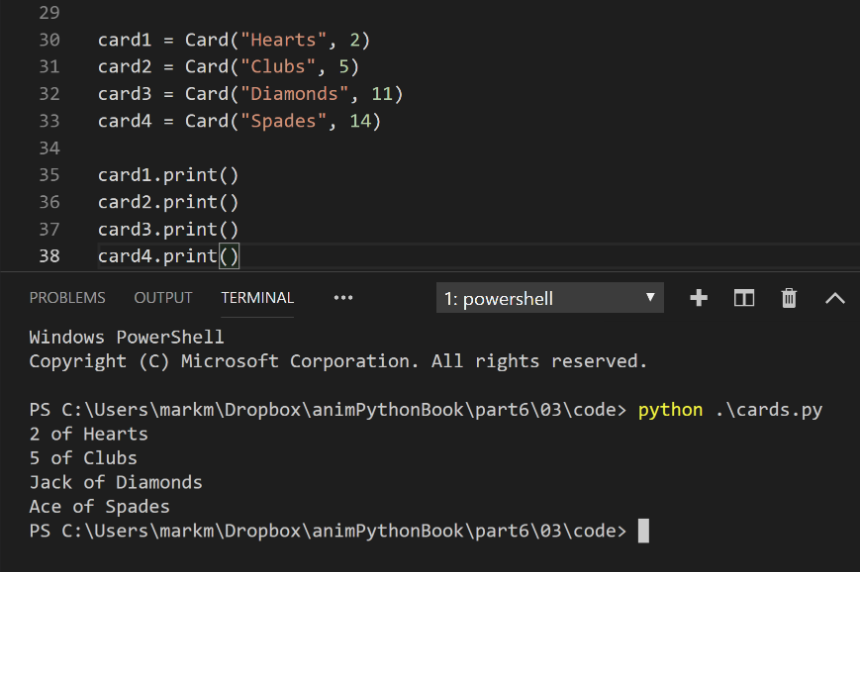 29
30 card1 = Card("Hearts", 2)
31 card2 = Card("Clubs", 5)
32 card3 = Card("Diamonds", 11)
33 card4 = Card("Spades", 14)
34
35 card1.print()
36 card2.print()
37 card3.print()
38 card4.print()
PROBLEMS OUTPUT TERMINAL ••• 1: powershell
Windows PowerShell
Copyright (C) Microsoft Corporation. All rights reserved.
PS C:\Users\markm\Dropbox\animPythonBook\part6\03\code> python .\cards.py
2 of Hearts
5 of Clubs
Jack of Diamonds
Ace of Spades
PS C:\Users\markm\Dropbox\animPythonBook\part6\03\code>